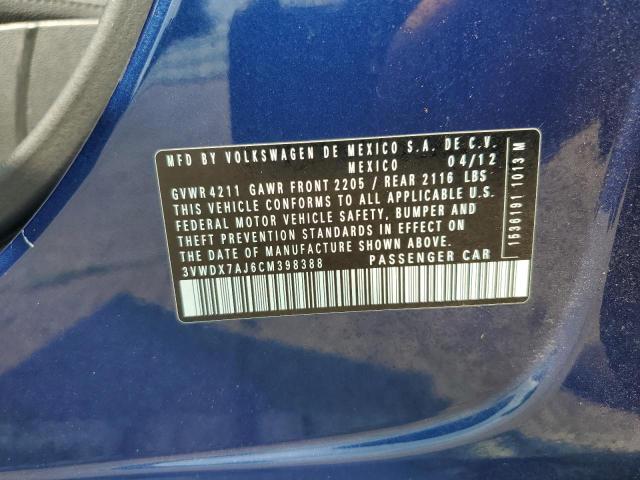 MFD BY VOLKSWAGEN DE MEXICO S.A. DE C.V.
MEXICO 04/12
GVWR 4211 GAWR FRONT 2205 / REAR 2116 LBS
THIS VEHICLE CONFORMS TO ALL APPLICABLE U.S.
FEDERAL MOTOR VEHICLE SAFETY, BUMPER AND
THEFT PREVENTION STANDARDS IN EFFECT ON
THE DATE OF MANUFACTURE SHOWN ABOVE.
3VWDX7AJ6CM398388 PASSENGER CAR
1536191 1013 M